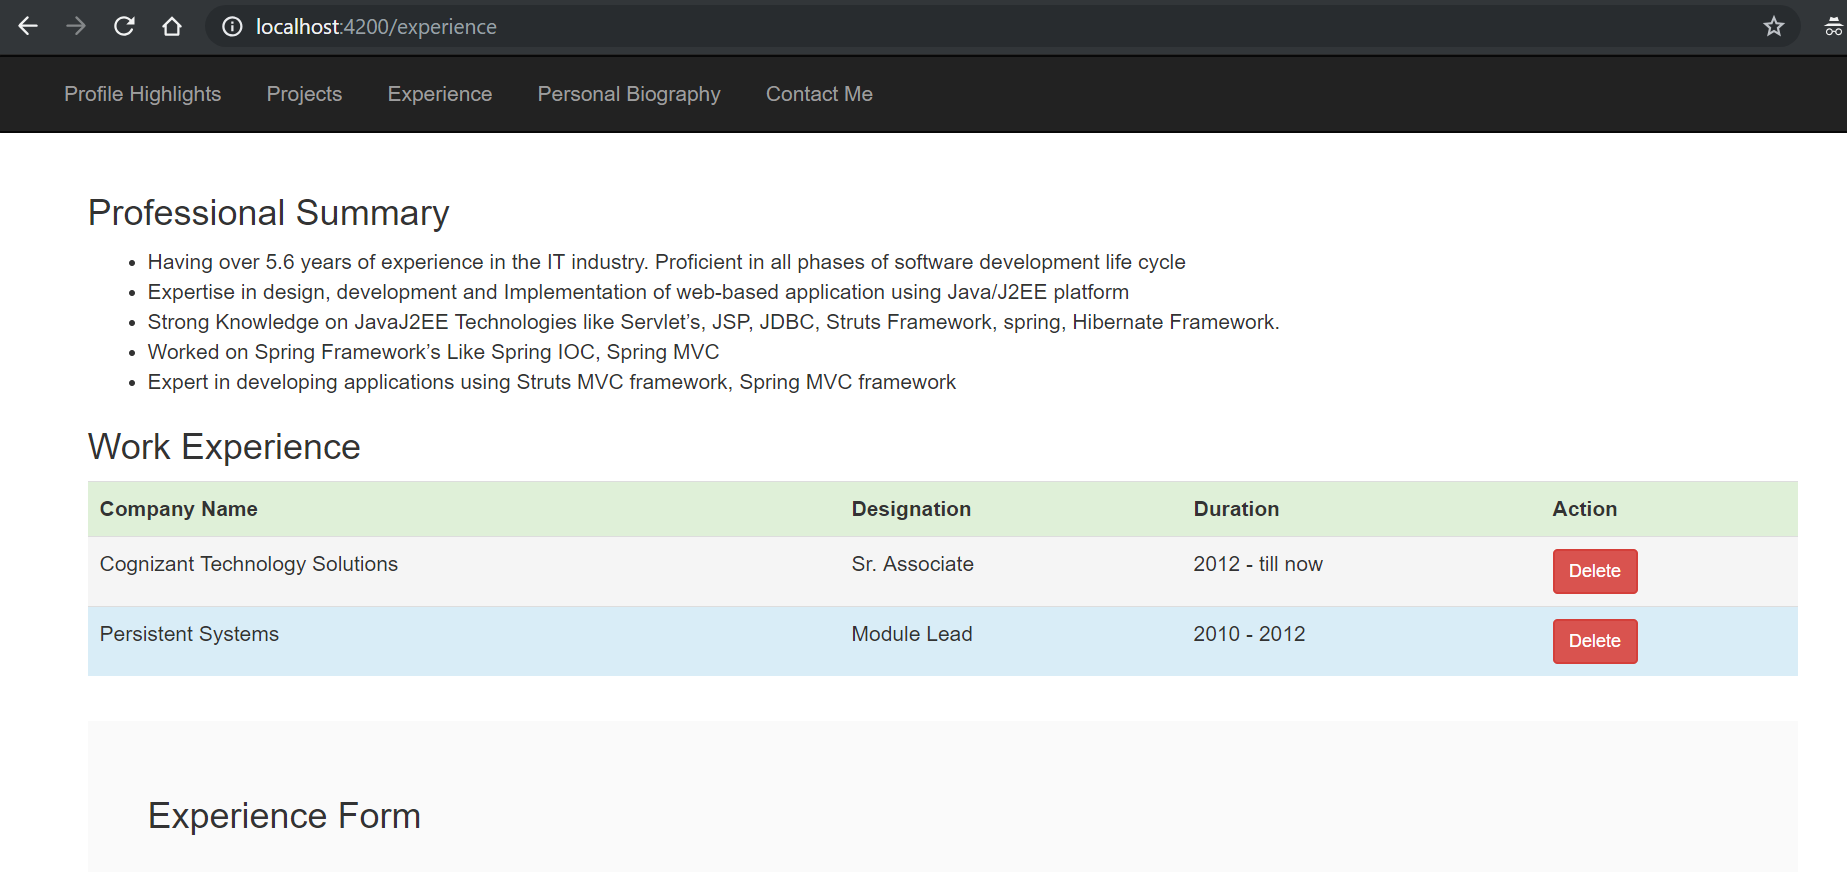 localhost:4200/experience
Profile Highlights Projects Experience Personal Biography Contact Me
Professional Summary
• Having over 5.6 years of experience in the IT industry. Proficient in all phases of software development life cycle
• Expertise in design, development and Implementation of web-based application using Java/J2EE platform
• Strong Knowledge on JavaJ2EE Technologies like Servlet’s, JSP, JDBC, Struts Framework, spring, Hibernate Framework.
• Worked on Spring Framework’s Like Spring IOC, Spring MVC
• Expert in developing applications using Struts MVC framework, Spring MVC framework
Work Experience
Company Name Designation Duration Action
Cognizant Technology Solutions Sr. Associate 2012 - till now Delete
Persistent Systems Module Lead 2010 - 2012 Delete
Experience Form